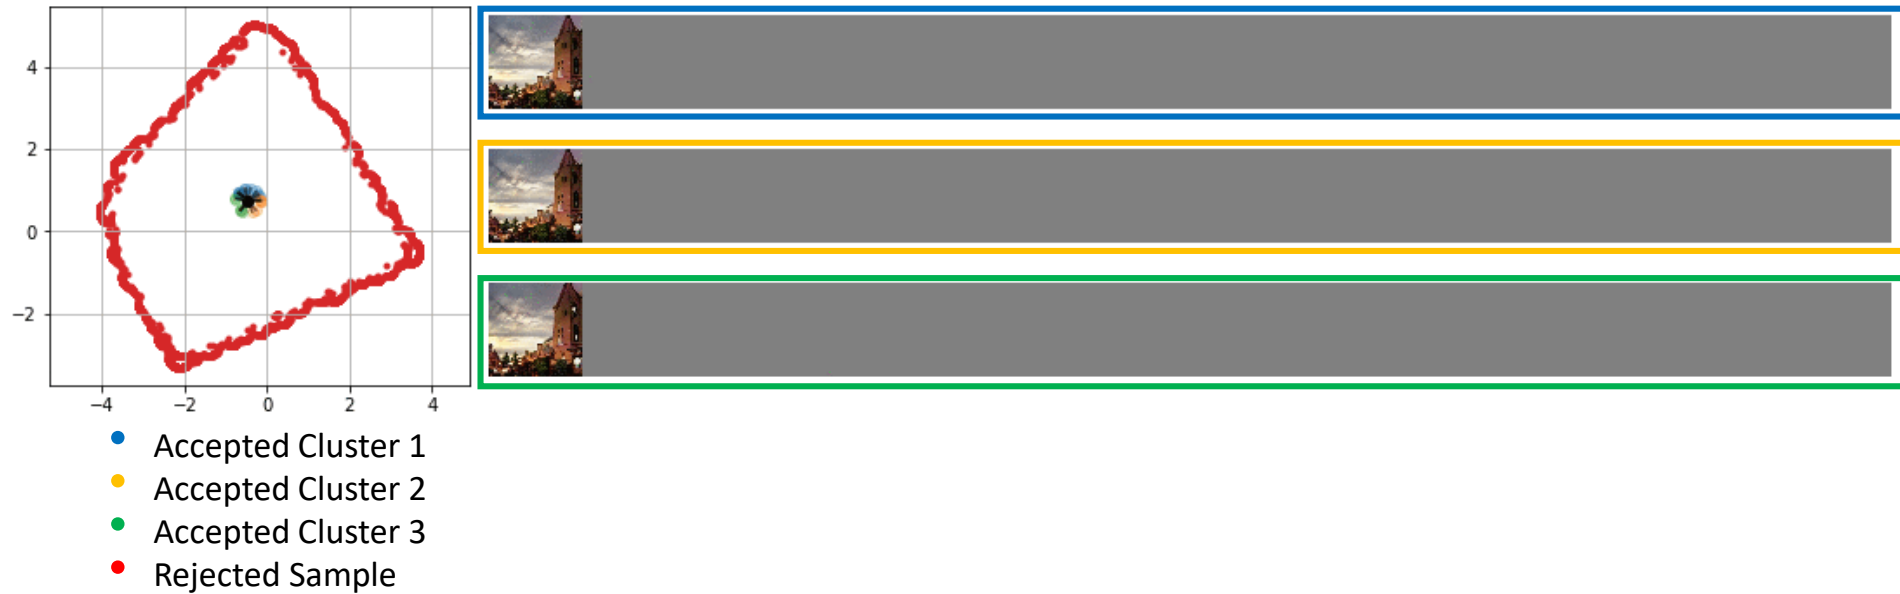 4
2
0
−2
−4 −2 0 2 4
Accepted Cluster 1
Accepted Cluster 2
Accepted Cluster 3
Rejected Sample